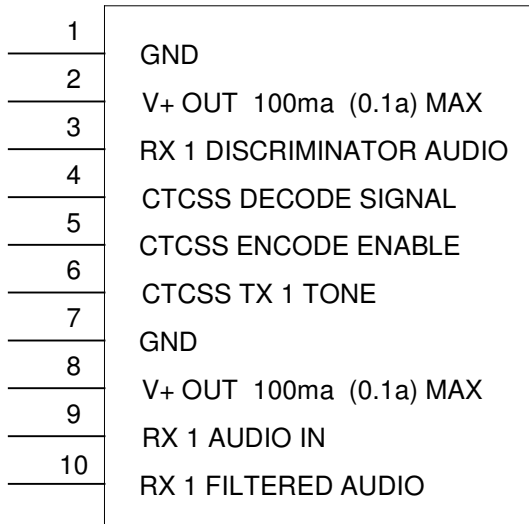 1
GND
2
V+ OUT 100ma (0.1a) MAX
3
RX 1 DISCRIMINATOR AUDIO
4
CTCSS DECODE SIGNAL
5
CTCSS ENCODE ENABLE
6
CTCSS TX 1 TONE
7
GND
8
V+ OUT 100ma (0.1a) MAX
9
RX 1 AUDIO IN
10
RX 1 FILTERED AUDIO